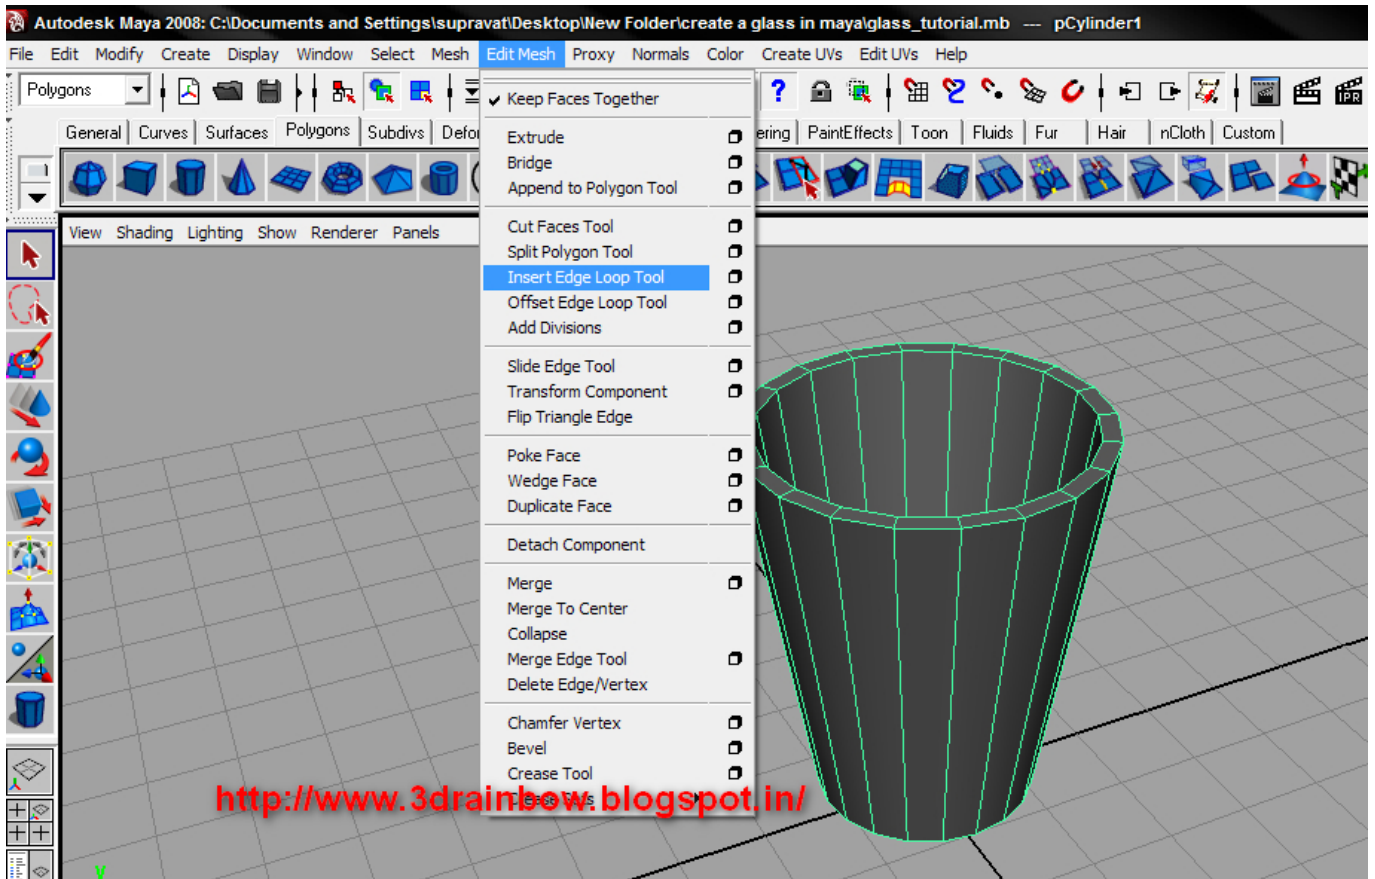 Autodesk Maya 2008: C:\Documents and Settings\supravat\Desktop\New Folder\create a glass in maya\glass_tutorial.mb --- pCylinder1
File Edit Modify Create Display Window Select Mesh Edit Mesh Proxy Normals Color Create UVs Edit UVs Help
Polygons
IPR
General Curves Surfaces Polygons Subdivs Defo ering PaintEffects Toon Fluids Fur Hair nCloth Custom
View Shading Lighting Show Renderer Panels
Keep Faces Together
Extrude
Bridge
Append to Polygon Tool
Cut Faces Tool
Split Polygon Tool
Insert Edge Loop Tool
Offset Edge Loop Tool
Add Divisions
Slide Edge Tool
Transform Component
Flip Triangle Edge
Poke Face
Wedge Face
Duplicate Face
Detach Component
Merge
Merge To Center
Collapse
Merge Edge Tool
Delete Edge/Vertex
Chamfer Vertex
Bevel
Crease Tool
http://www.3drainbow.blogspot.in/
Y